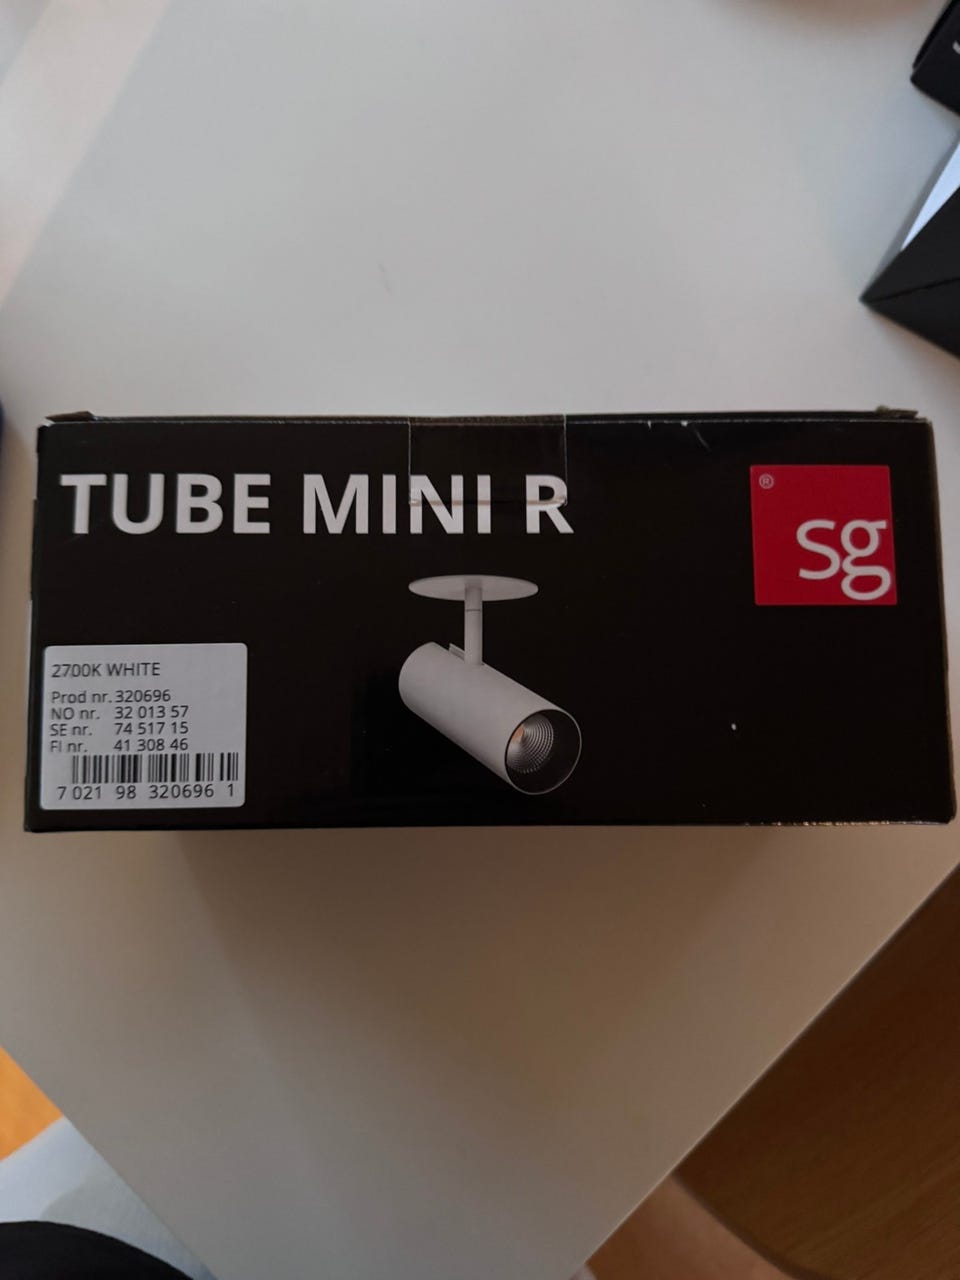 TUBE MINI R
®
sg
2700K WHITE
Prod nr. 320696
NO nr. 32 013 57
SE nr. 74 517 15
FI nr. 41 308 46
7 021 98 320696 1